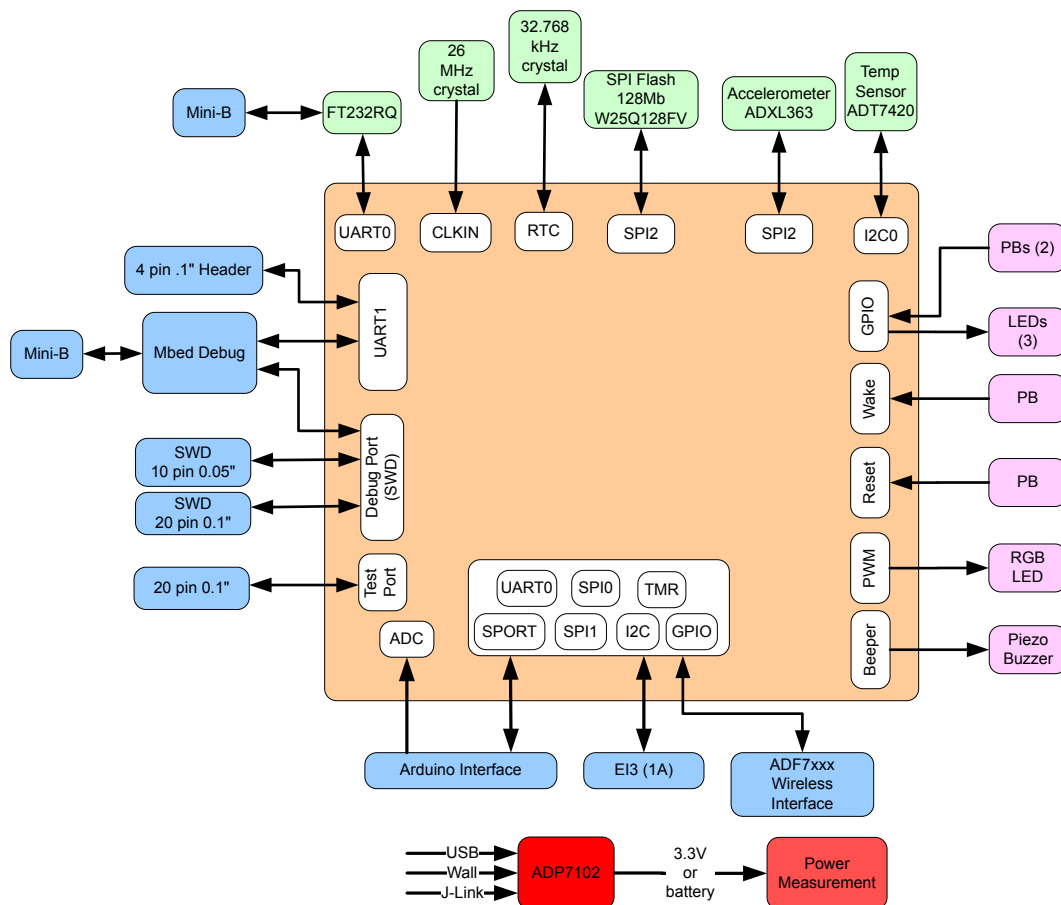 32.768
kHz
crystal
26
MHz
crystal
SPI Flash
128Mb
W25Q128FV
Accelerometer
ADXL363
Temp
Sensor
ADT7420
Mini-B
FT232RQ
UART0
CLKIN
RTC
SPI2
SPI2
I2C0
4 pin .1" Header
UART1
Mini-B
Mbed Debug
SWD
10 pin 0.05"
SWD
20 pin 0.1"
Debug Port
(SWD)
20 pin 0.1"
Test
Port
ADC
UART0
SPI0
TMR
SPORT
SPI1
I2C
GPIO
GPIO
PBs (2)
LEDs
(3)
Wake
PB
Reset
PB
PWM
RGB
LED
Beeper
Piezo
Buzzer
Arduino Interface
EI3 (1A)
ADF7xxx
Wireless
Interface
USB
Wall
J-Link
ADP7102
3.3V
or
battery
Power
Measurement